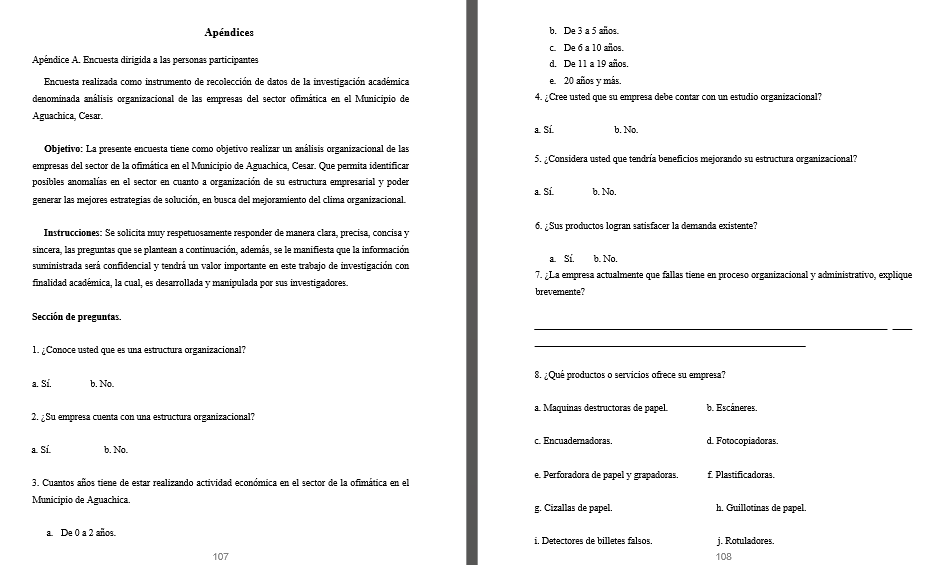 Apéndices
Apéndice A. Encuesta dirigida a las personas participantes
Encuesta realizada como instrumento de recolección de datos de la investigación académica
denominada análisis organizacional de las empresas del sector ofimática en el Municipio de
Aguachica, Cesar.
Objetivo: La presente encuesta tiene como objetivo realizar un análisis organizacional de las
empresas del sector de la ofimática en el Municipio de Aguachica, Cesar. Que permita identificar
posibles anomalías en el sector en cuanto a organización de su estructura empresarial y poder
generar las mejores estrategias de solución, en busca del mejoramiento del clima organizacional.
Instrucciones: Se solicita muy respetuosamente responder de manera clara, precisa, concisa y
sincera, las preguntas que se plantean a continuación, además, se le manifiesta que la información
suministrada será confidencial y tendrá un valor importante en este trabajo de investigación con
finalidad académica, la cual, es desarrollada y manipulada por sus investigadores.
Sección de preguntas.
1. ¿Conoce usted que es una estructura organizacional?
a. Sí. b. No.
2. ¿Su empresa cuenta con una estructura organizacional?
a. Sí. b. No.
3. Cuantos años tiene de estar realizando actividad económica en el sector de la ofimática en el
Municipio de Aguachica.
a. De 0 a 2 años.
107
b. De 3 a 5 años.
c. De 6 a 10 años.
d. De 11 a 19 años.
e. 20 años y más.
4. ¿Cree usted que su empresa debe contar con un estudio organizacional?
a. Sí. b. No.
5. ¿Considera usted que tendría beneficios mejorando su estructura organizacional?
a. Sí. b. No.
6. ¿Sus productos logran satisfacer la demanda existente?
a. Sí. b. No.
7. ¿La empresa actualmente que fallas tiene en proceso organizacional y administrativo, explique
brevemente?
8. ¿Qué productos o servicios ofrece su empresa?
a. Maquinas destructoras de papel. b. Escáneres.
c. Encuadernadoras. d. Fotocopiadoras.
e. Perforadora de papel y grapadoras. f. Plastificadoras.
g. Cizallas de papel. h. Guillotinas de papel.
i. Detectores de billetes falsos. j. Rotuladores.
108